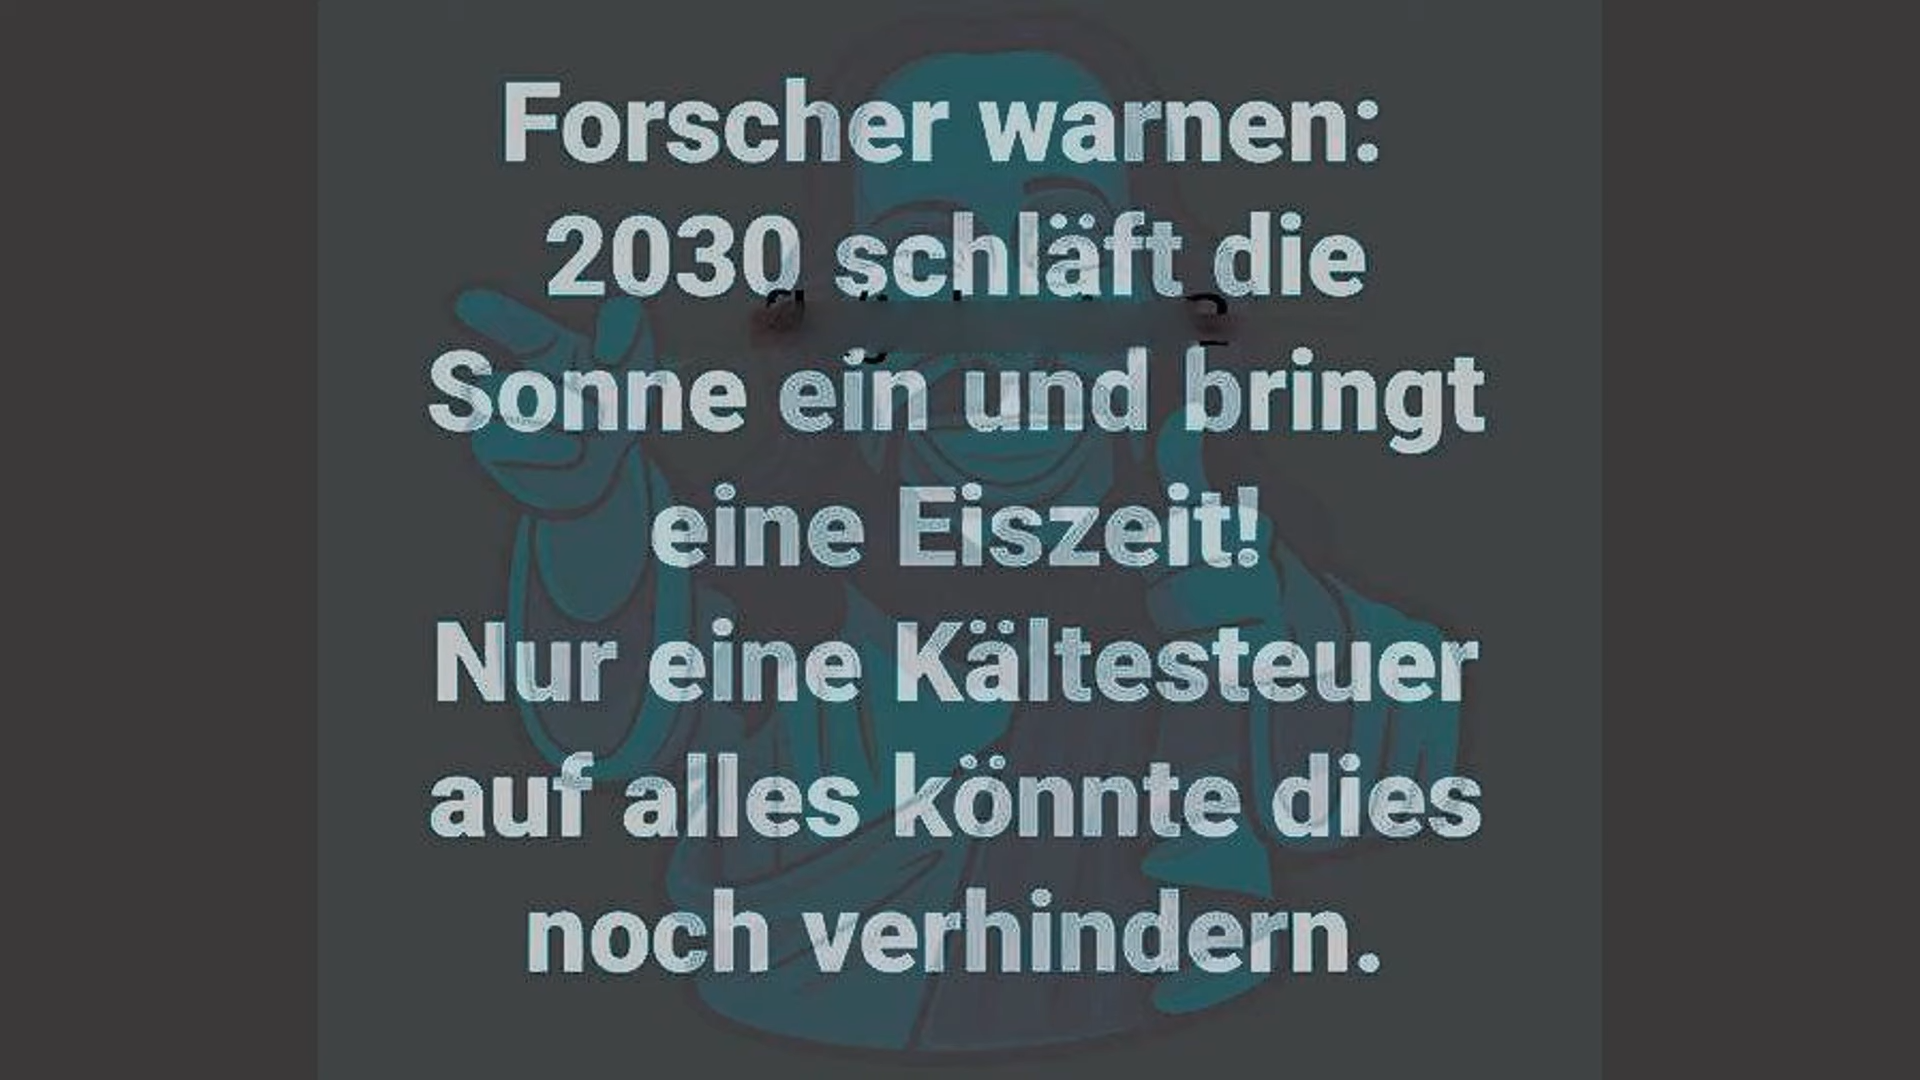 Forscher warnen:
2030 schläft die
Sonne ein und bringt
eine Eiszeit!
Nur eine Kältesteuer
auf alles könnte dies
noch verhindern.